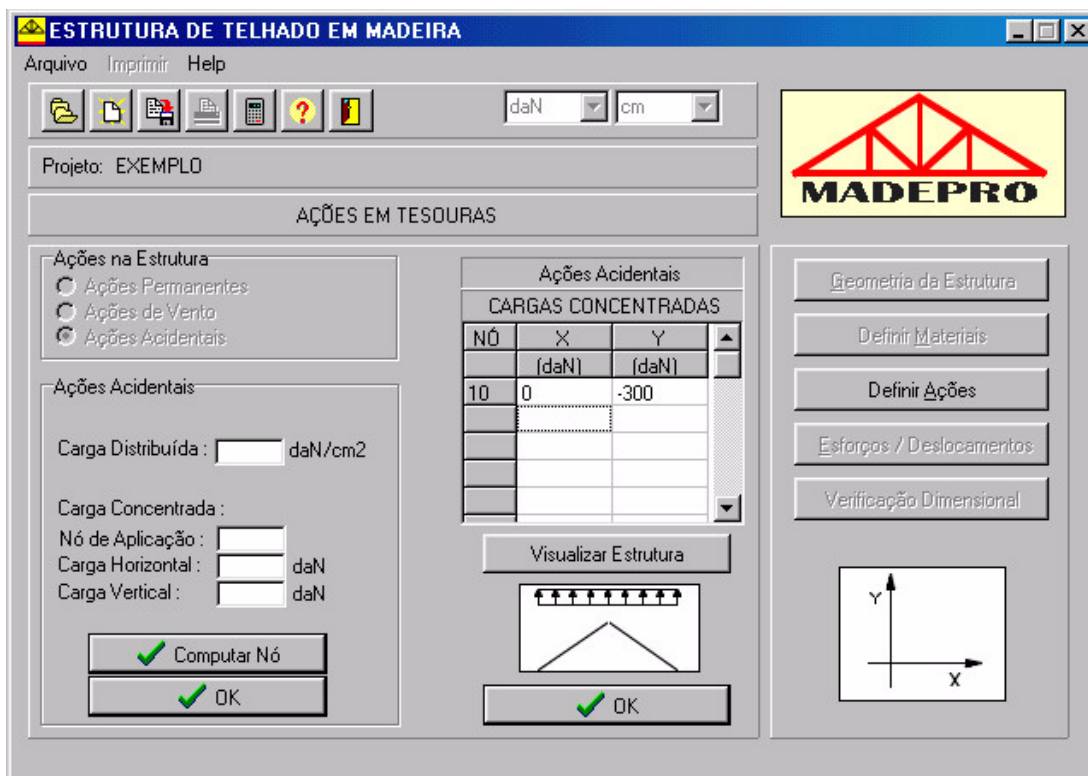 ESTRUTURA DE TELHADO EM MADEIRA
Arquivo Imprimir Help
daN cm
Projeto: EXEMPLO
MADEPRO
AÇÕES EM TESOURAS
Ações na Estrutura
Ações Permanentes
Ações de Vento
Ações Acidentais
Ações Acidentais
Carga Distribuída : daN/cm2
Carga Concentrada :
Nó de Aplicação :
Carga Horizontal : daN
Carga Vertical : daN
Computar Nó
OK
Ações Acidentais
CARGAS CONCENTRADAS
NÓ X Y
(daN) (daN)
10 0 -300
Visualizar Estrutura
OK
Geometria da Estrutura
Definir Materiais
Definir Ações
Esforços / Deslocamentos
Verificação Dimensional
Y
X